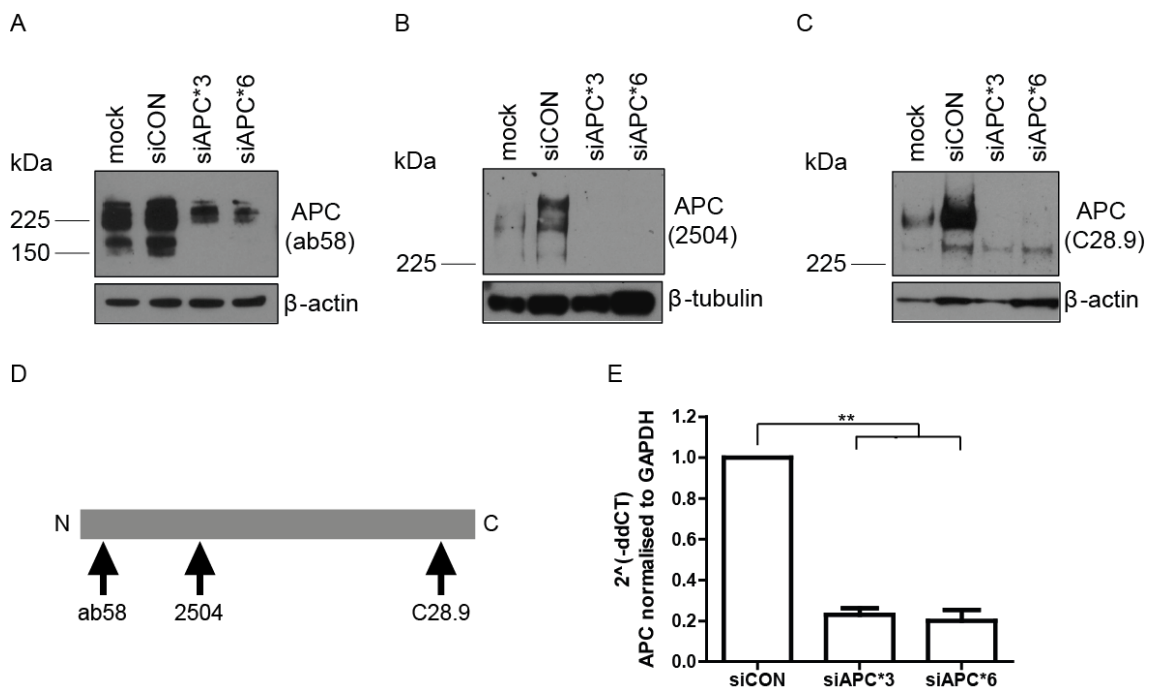 A
mock
siCON
siAPC*3
siAPC*6
kDa
225
150
APC
(ab58)
β-actin
B
mock
siCON
siAPC*3
siAPC*6
kDa
225
APC
(2504)
β-tubulin
C
mock
siCON
siAPC*3
siAPC*6
kDa
225
APC
(C28.9)
β-actin
D
N
C
ab58
2504
C28.9
E
2^(-ddCT)
APC normalised to GAPDH
1.2
1.0
0.8
0.6
0.4
0.2
0.0
**
siCON
siAPC*3
siAPC*6